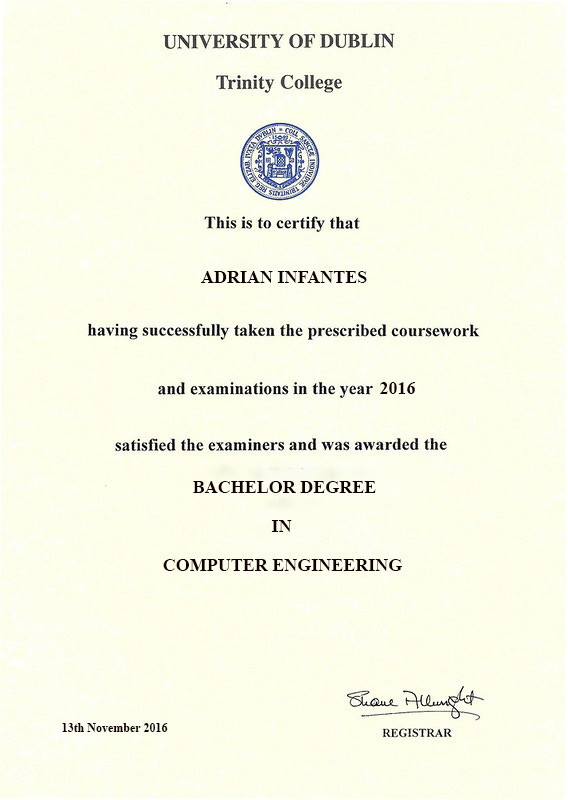 UNIVERSITY OF DUBLIN
Trinity College
This is to certify that
ADRIAN INFANTES
having successfully taken the prescribed coursework
and examinations in the year 2016
satisfied the examiners and was awarded the
BACHELOR DEGREE
IN
COMPUTER ENGINEERING
13th November 2016
REGISTRAR